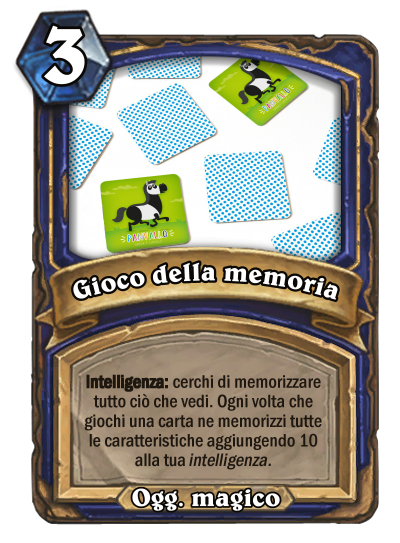 3
Gioco della memoria
Intelligenza: cerchi di memorizzare
tutto ciò che vedi. Ogni volta che
giochi una carta ne memorizzi tutte
le caratteristiche aggiungendo 10
alla tua intelligenza.
Ogg. magico